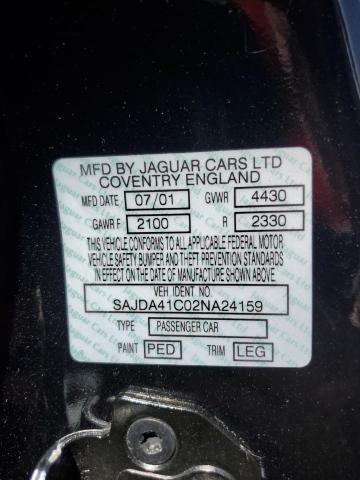 MFD BY JAGUAR CARS LTD
COVENTRY ENGLAND
MFD DATE 07/01 GVWR 4430
GAWR F 2100 R 2330
THIS VEHICLE CONFORMS TO ALL APPLICABLE FEDERAL MOTOR
VEHICLE SAFETY, BUMPER AND THEFT PREVENTION STANDARDS
IN EFFECT ON THE DATE OF MANUFACTURE SHOWN ABOVE.
VEH IDENT NO.
SAJDA41C02NA24159
TYPE PASSENGER CAR
PAINT PED TRIM LEG